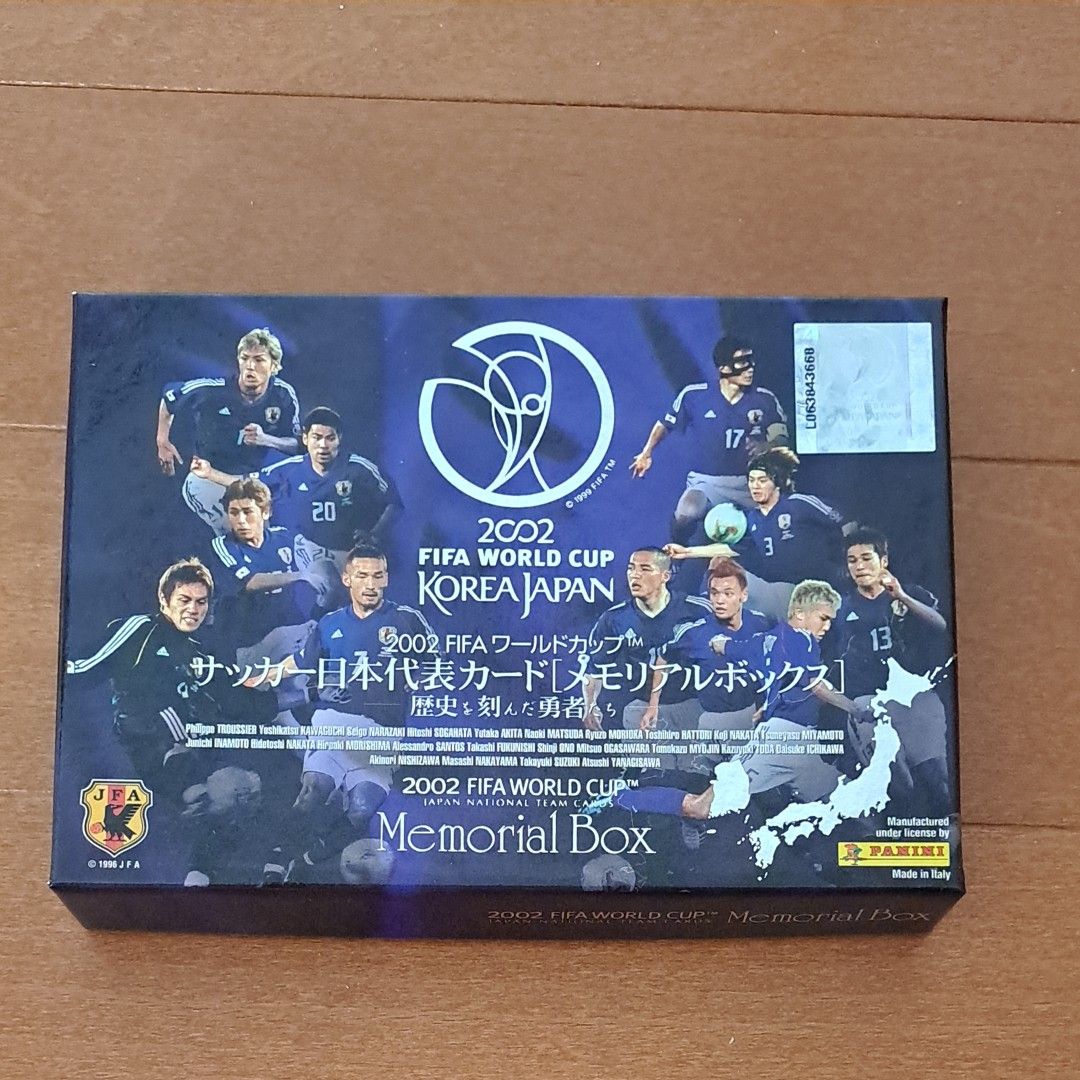 L063843668
17
20
3
© 1999 FIFA TM
2002
FIFA WORLD CUP
KOREA JAPAN
13
7
2002 FIFA ワールドカップ™
サッカー日本代表カード[メモリアルボックス]
歴史を刻んだ勇者たち
Philippe TROUSSIER Yoshikatsu KAWAGUCHI Seigo NARAZAKI Hitoshi SOGAHATA Yutaka AKITA Naoki MATSUDA Ryuzo MORIOKA Toshihiro HATTORI Koji NAKATA Tsuneyasu MIYAMOTO
Junichi INAMOTO Hidetoshi NAKATA Hiroaki MORISHIMA Alessandro SANTOS Takashi FUKUNISHI Shinji ONO Mitsuo OGASAWARA Tomokazu MYOJIN Kazuyuki TODA Daisuke ICHIKAWA
Akinori NISHIZAWA Masashi NAKAYAMA Takayuki SUZUKI Atsushi YANAGISAWA
2002 FIFA WORLD CUP™
JAPAN NATIONAL TEAM CARDS
Memorial Box
JFA
© 1996 JFA
Manufactured
under license by
PANINI
Made in Italy
2002 FIFA WORLD CUP™ Memorial Box
JAPAN NATIONAL TEAM CARDS